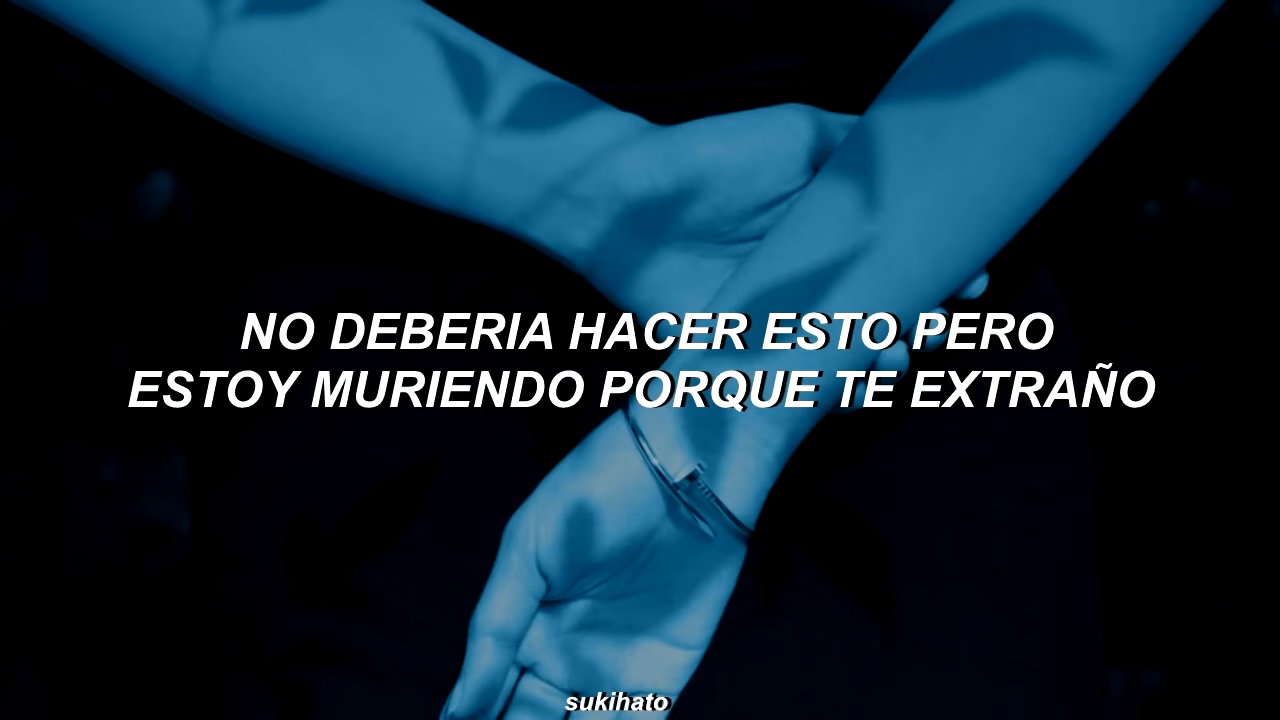 NO DEBERIA HACER ESTO PERO
ESTOY MURIENDO PORQUE TE EXTRAÑO
sukihato